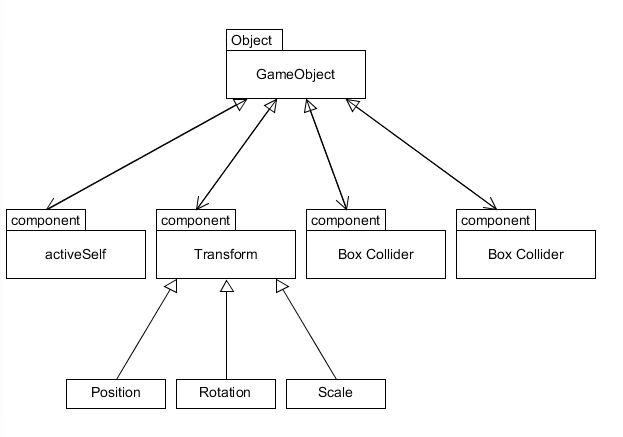 Object
GameObject
component
activeSelf
component
Transform
component
Box Collider
component
Box Collider
Position
Rotation
Scale